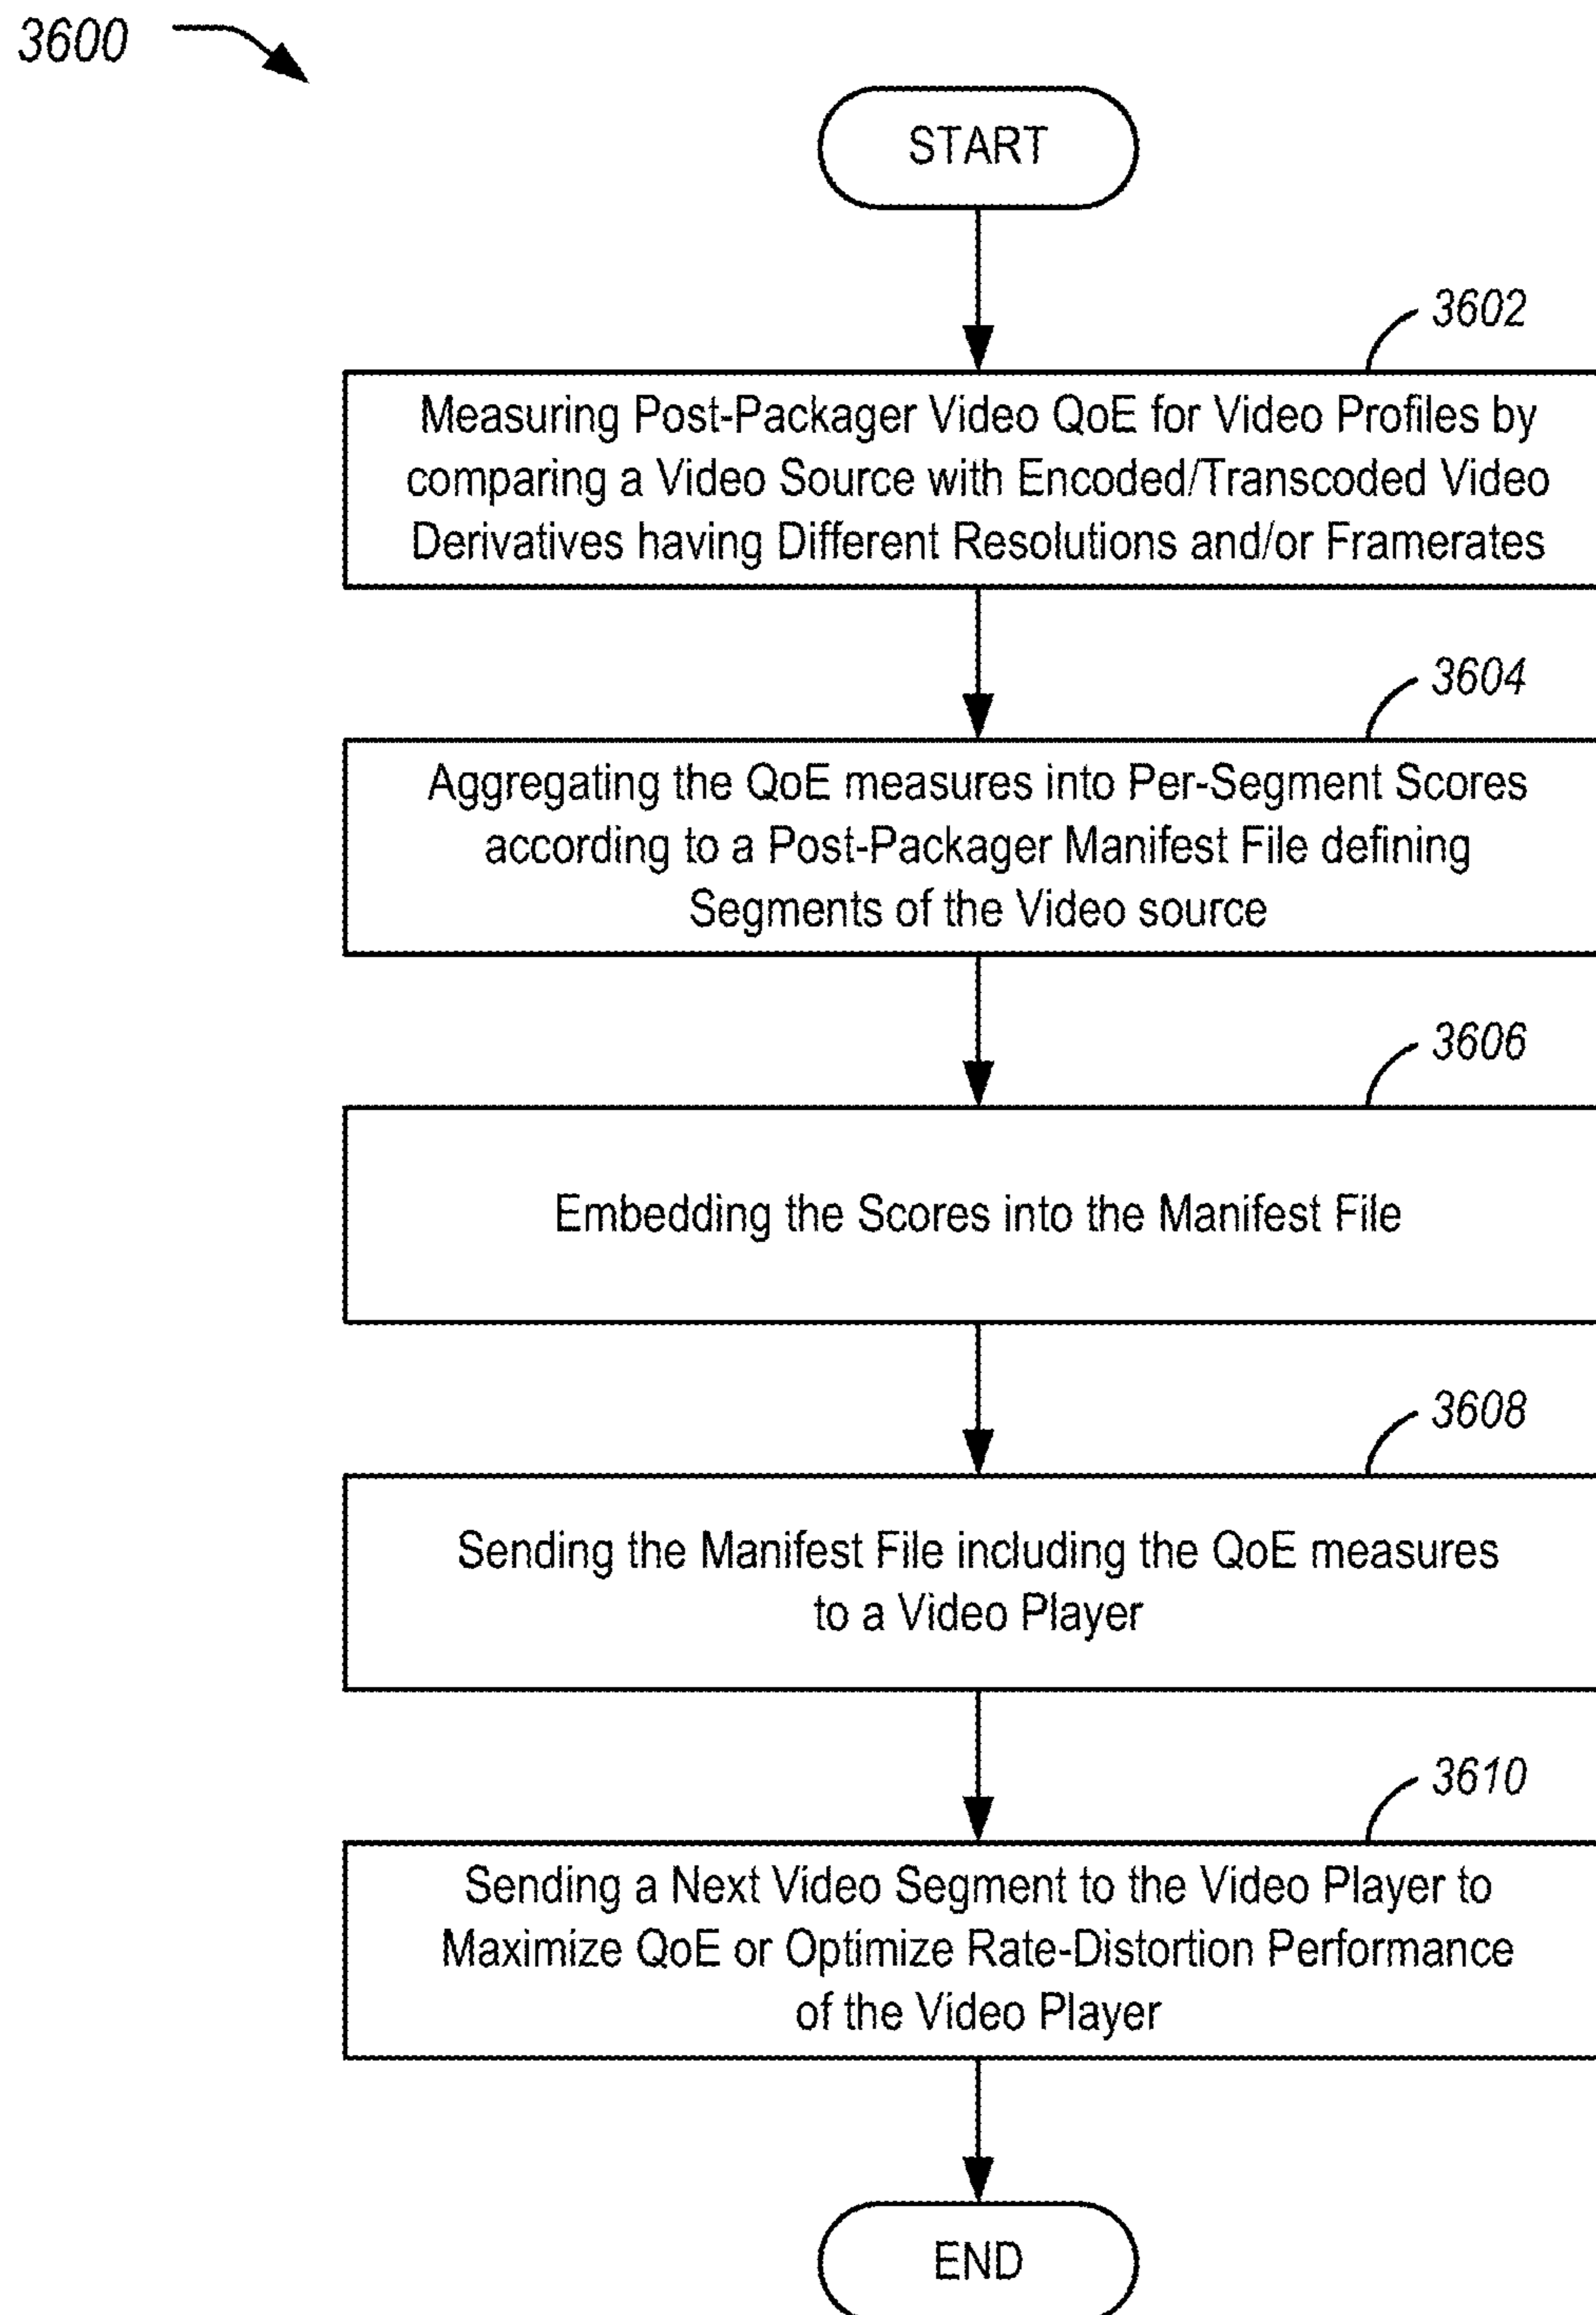 3600
START
3602
Measuring Post-Packager Video QoE for Video Profiles by
comparing a Video Source with Encoded/Transcoded Video
Derivatives having Different Resolutions and/or Framerates
3604
Aggregating the QoE measures into Per-Segment Scores
according to a Post-Packager Manifest File defining
Segments of the Video source
3606
Embedding the Scores into the Manifest File
3608
Sending the Manifest File including the QoE measures
to a Video Player
3610
Sending a Next Video Segment to the Video Player to
Maximize QoE or Optimize Rate-Distortion Performance
of the Video Player
END